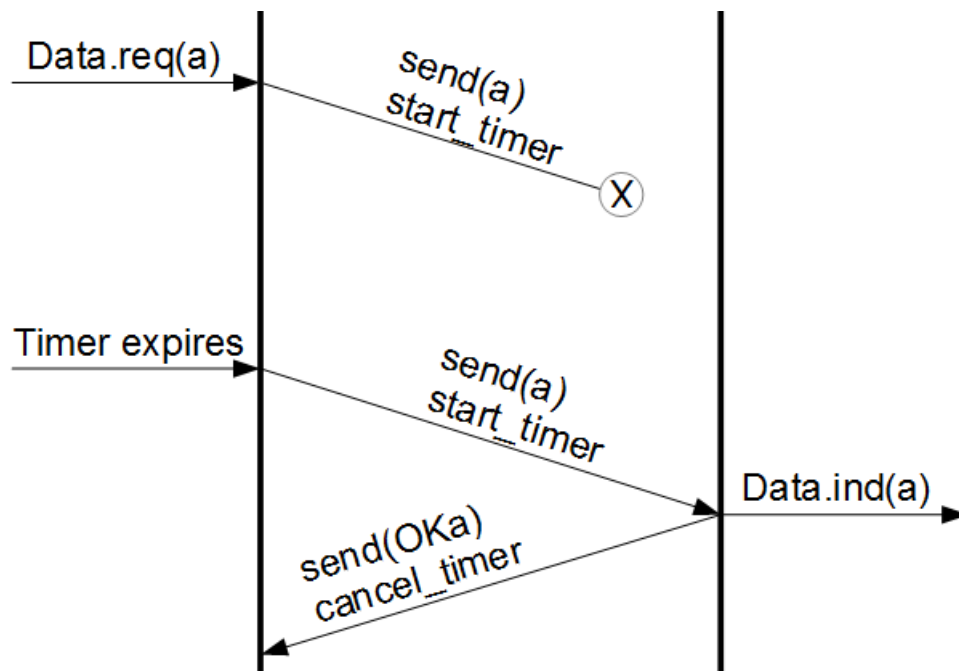 Data.req(a)
send(a)
start_timer
X
Timer expires
send(a)
start_timer
Data.ind(a)
send(OKa)
cancel_timer